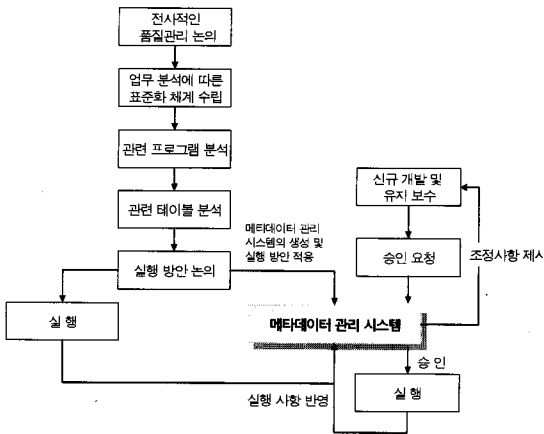 전사적인
품질관리 논의
업무 분석에 따른
표준화 체계 수립
관련 프로그램 분석
관련 테이블 분석
실행 방안 논의
실 행
메타데이터 관리
시스템의 생성 및
실행 방안 적용
신규 개발 및
유지 보수
승인 요청
조정사항 제시
메타데이터 관리 시스템
승 인
실 행
실행 사항 반영